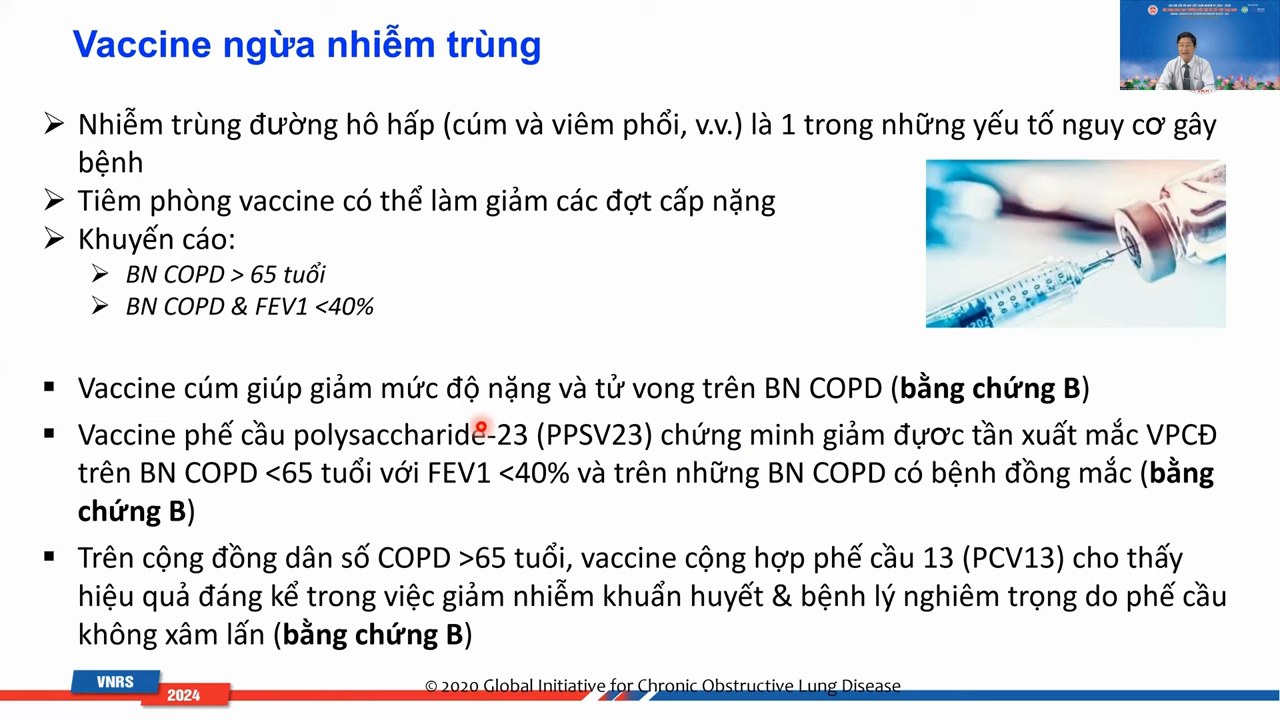 Vaccine ngừa nhiễm trùng
Nhiễm trùng đường hô hấp (cúm và viêm phổi, v.v.) là 1 trong những yếu tố nguy cơ gây
bệnh
Tiêm phòng vaccine có thể làm giảm các đợt cấp nặng
Khuyến cáo:
BN COPD > 65 tuổi
BN COPD & FEV1 <40%
Vaccine cúm giúp giảm mức độ nặng và tử vong trên BN COPD (bằng chứng B)
Vaccine phế cầu polysaccharide-23 (PPSV23) chứng minh giảm đựơc tần xuất mắc VPCĐ
trên BN COPD <65 tuổi với FEV1 <40% và trên những BN COPD có bệnh đồng mắc (bằng
chứng B)
Trên cộng đồng dân số COPD >65 tuổi, vaccine cộng hợp phế cầu 13 (PCV13) cho thấy
hiệu quả đáng kể trong việc giảm nhiễm khuẩn huyết & bệnh lý nghiêm trọng do phế cầu
không xâm lấn (bằng chứng B)
VNRS
2024
© 2020 Global Initiative for Chronic Obstructive Lung Disease